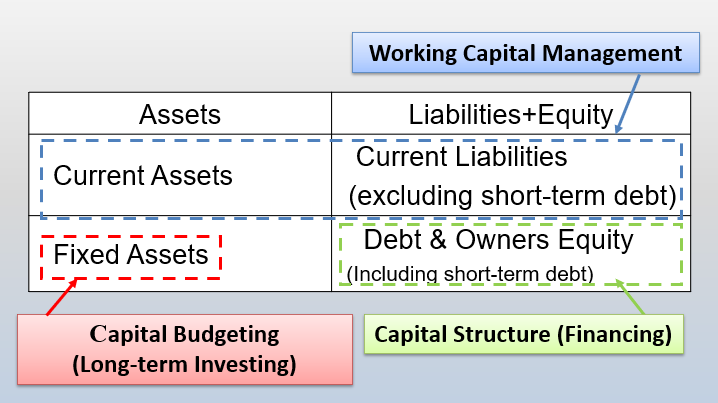 Working Capital Management
Assets
Liabilities+Equity
Current Assets
Current Liabilities
(excluding short-term debt)
Fixed Assets
Debt & Owners Equity
(Including short-term debt)
Capital Budgeting
(Long-term Investing)
Capital Structure (Financing)